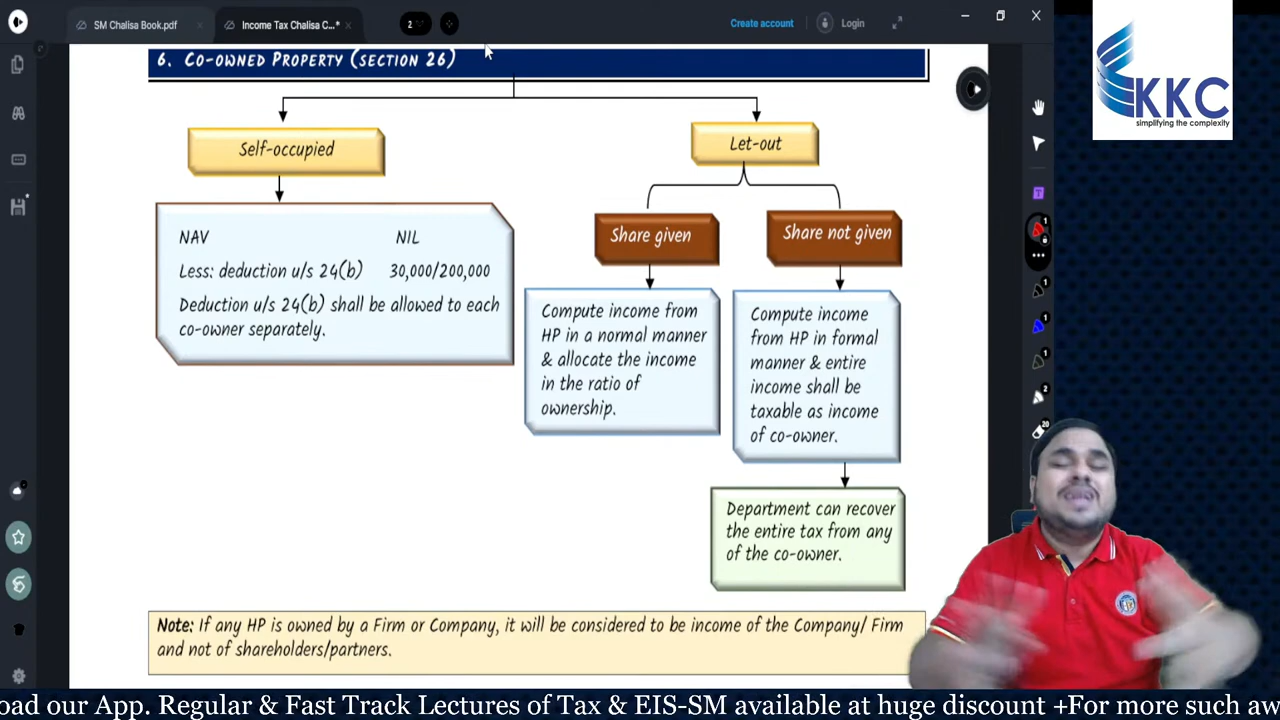 SM Chalisa Book.pdf
Income Tax Chalisa C...*
2
Create account
Login
KKC
simplifying the complexity
6. CO-OWNED PROPERTY (SECTION 26)
Self-occupied
Let-out
NAV NIL
Less: deduction u/s 24(b) 30,000/200,000
Deduction u/s 24(b) shall be allowed to each
co-owner separately.
Share given
Share not given
Compute income from
HP in a normal manner
& allocate the income
in the ratio of
ownership.
Compute income
from HP in formal
manner & entire
income shall be
taxable as income
of co-owner.
Department can recover
the entire tax from any
of the co-owner.
Note: If any HP is owned by a Firm or Company, it will be considered to be income of the Company/ Firm
and not of shareholders/partners.
oad our App. Regular & Fast Track Lectures of Tax & EIS-SM available at huge discount +For more such aw